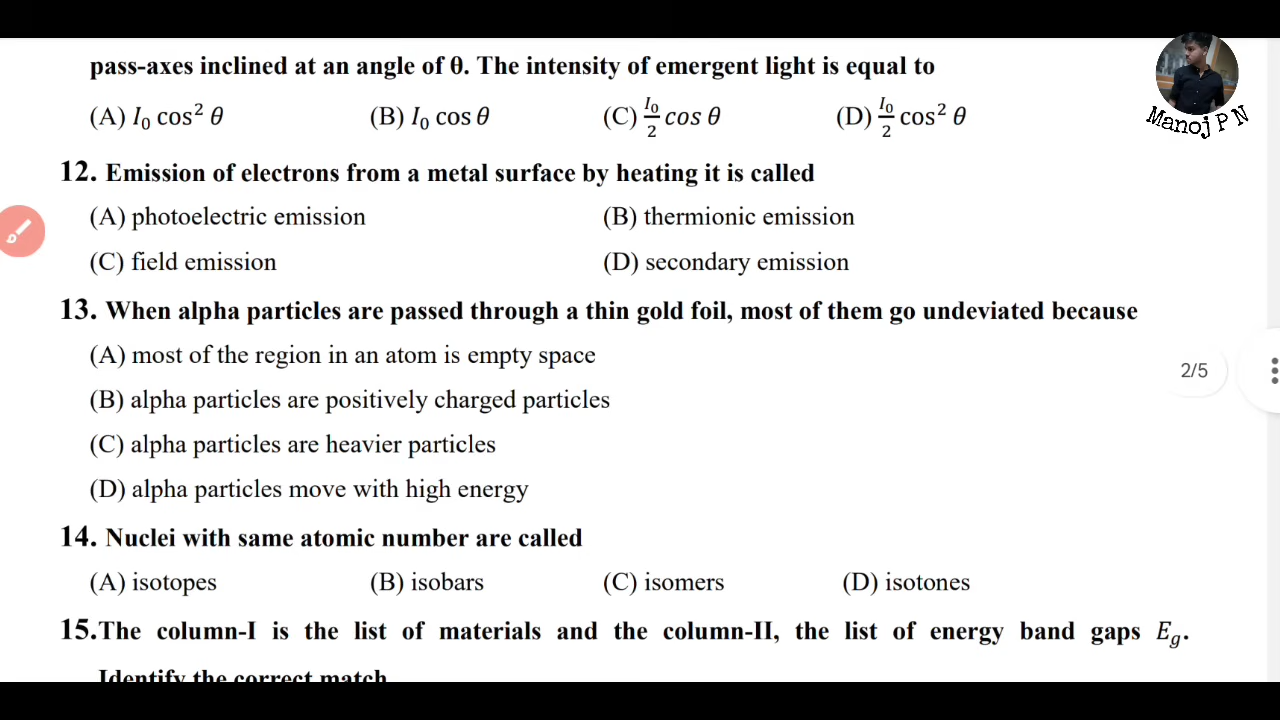 pass-axes inclined at an angle of θ. The intensity of emergent light is equal to
(A) I₀ cos² θ (B) I₀ cos θ (C) I₀/2 cos θ (D) I₀/2 cos² θ
Manoj P N
12. Emission of electrons from a metal surface by heating it is called
(A) photoelectric emission (B) thermionic emission
(C) field emission (D) secondary emission
13. When alpha particles are passed through a thin gold foil, most of them go undeviated because
(A) most of the region in an atom is empty space
2/5
(B) alpha particles are positively charged particles
(C) alpha particles are heavier particles
(D) alpha particles move with high energy
14. Nuclei with same atomic number are called
(A) isotopes (B) isobars (C) isomers (D) isotones
15.The column-I is the list of materials and the column-II, the list of energy band gaps E_g.
Identify the correct match